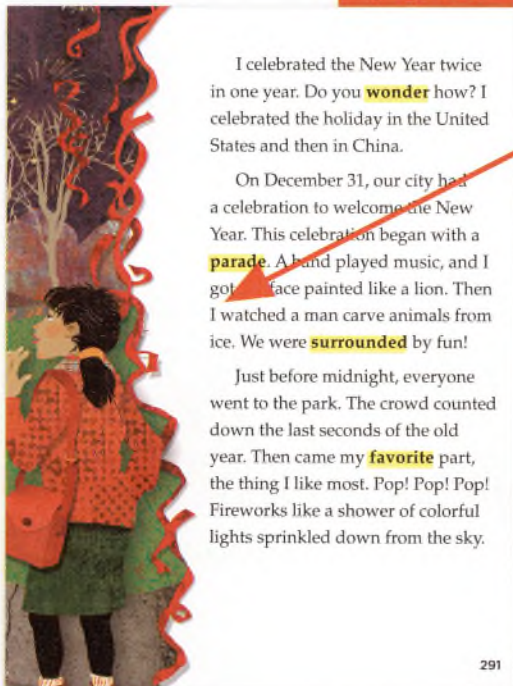 I celebrated the New Year twice
in one year. Do you wonder how? I
celebrated the holiday in the United
States and then in China.
On December 31, our city had
a celebration to welcome the New
Year. This celebration began with a
parade. A band played music, and I
got face painted like a lion. Then
I watched a man carve animals from
ice. We were surrounded by fun!
Just before midnight, everyone
went to the park. The crowd counted
down the last seconds of the old
year. Then came my favorite part,
the thing I like most. Pop! Pop! Pop!
Fireworks like a shower of colorful
lights sprinkled down from the sky.
291